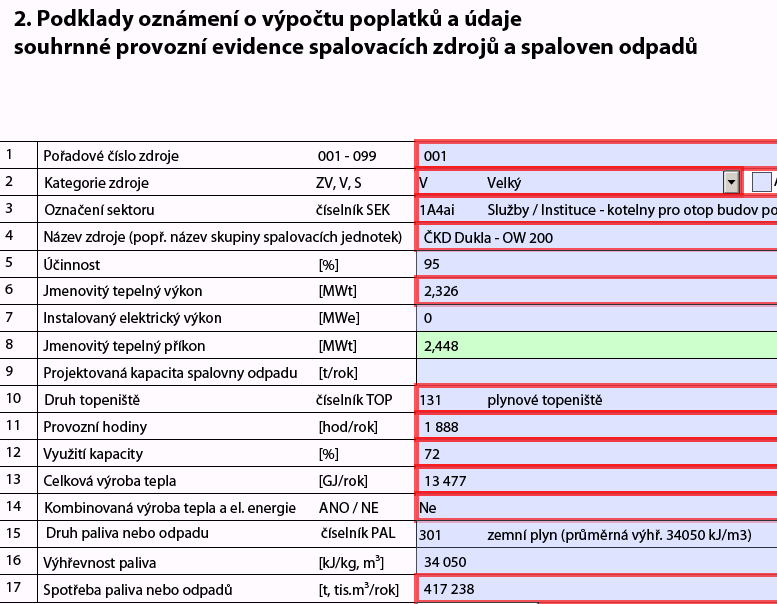 2. Podklady oznámení o výpočtu poplatků a údaje
souhrnné provozní evidence spalovacích zdrojů a spaloven odpadů
1 Pořadové číslo zdroje 001 - 099 001
2 Kategorie zdroje ZV, V, S V Velký
3 Označení sektoru číselník SEK 1A4ai Služby / Instituce - kotelny pro otop budov
4 Název zdroje (popř. název skupiny spalovacích jednotek) ČKD Dukla - OW 200
5 Účinnost [%] 95
6 Jmenovitý tepelný výkon [MWt] 2,326
7 Instalovaný elektrický výkon [MWe] 0
8 Jmenovitý tepelný příkon [MWt] 2,448
9 Projektovaná kapacita spalovny odpadu [t/rok]
10 Druh topeniště číselník TOP 131 plynové topeniště
11 Provozní hodiny [hod/rok] 1 888
12 Využití kapacity [%] 72
13 Celková výroba tepla [GJ/rok] 13 477
14 Kombinovaná výroba tepla a el. energie ANO / NE Ne
15 Druh paliva nebo odpadu číselník PAL 301 zemní plyn (průměrná výhř. 34050 kJ/m3)
16 Výhřevnost paliva [kJ/kg, m³] 34 050
17 Spotřeba paliva nebo odpadů [t, tis.m³/rok] 417 238